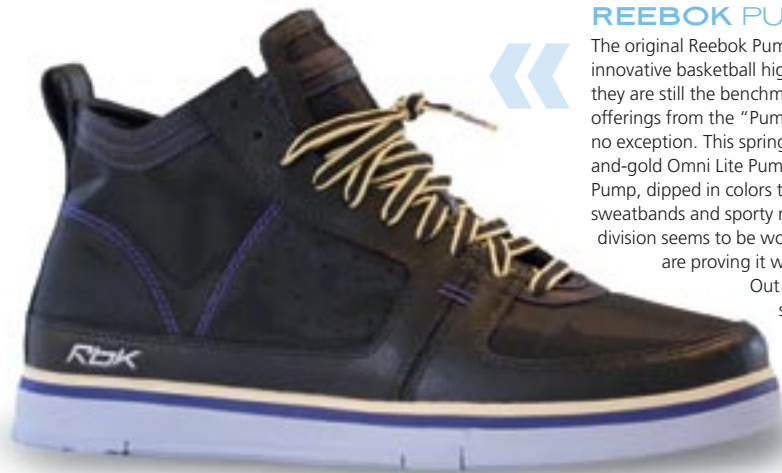 REEBOK PU
The original Reebok Pum
innovative basketball hig
they are still the benchm
offerings from the “Pum
no exception. This spring
and-gold Omni Lite Pum
Pump, dipped in colors t
sweatbands and sporty r
division seems to be wo
are proving it w
Out
s
Rbk